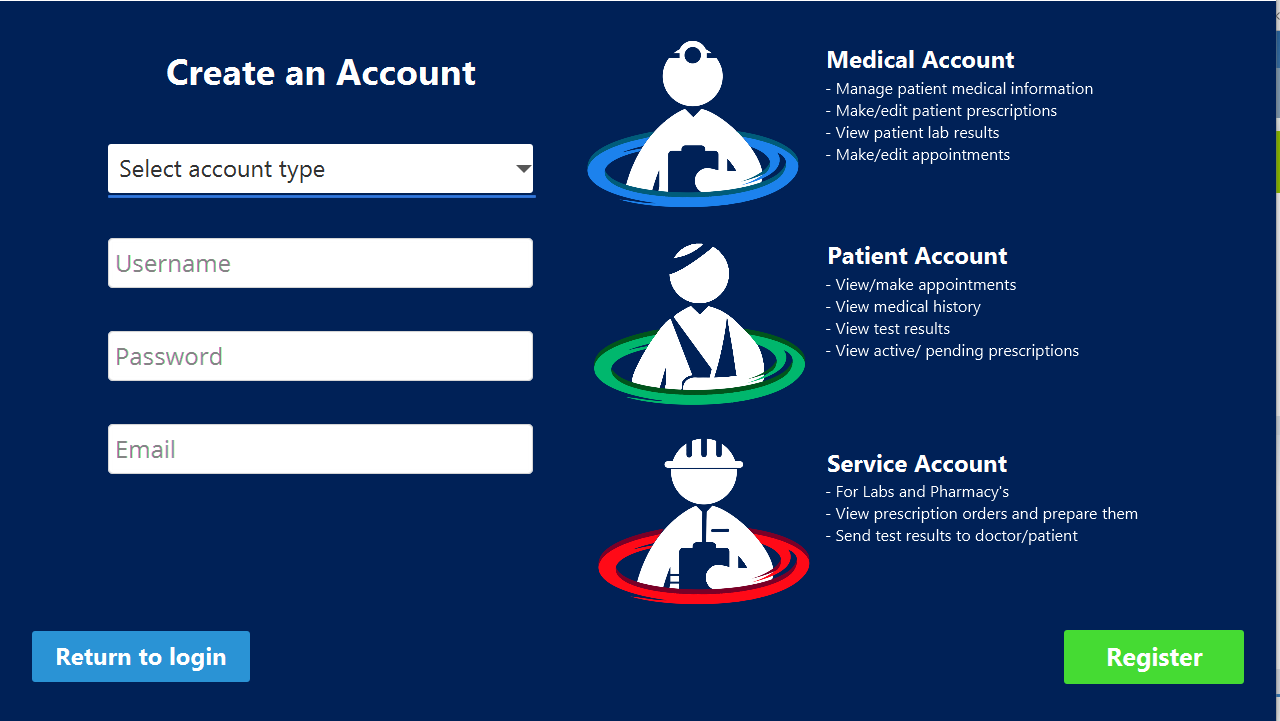 Create an Account
Select account type
Username
Password
Email
Return to login
Medical Account
- Manage patient medical information
- Make/edit patient prescriptions
- View patient lab results
- Make/edit appointments
Patient Account
- View/make appointments
- View medical history
- View test results
- View active/ pending prescriptions
Service Account
- For Labs and Pharmacy's
- View prescription orders and prepare them
- Send test results to doctor/patient
Register